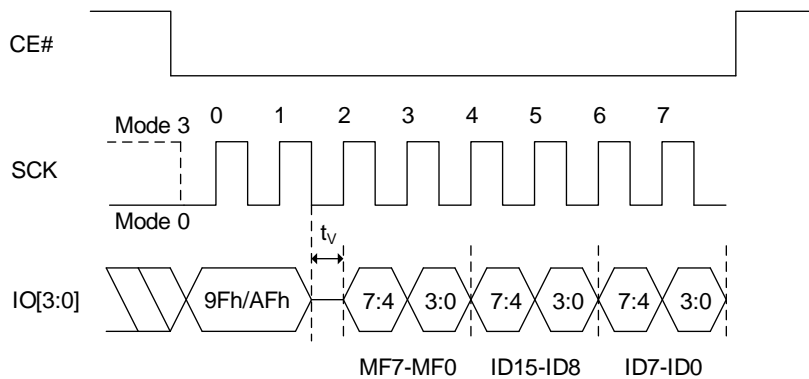 CE#
Mode 3 0 1 2 3 4 5 6 7
SCK
Mode 0
tV
IO[3:0] 9Fh/AFh 7:4 3:0 7:4 3:0 7:4 3:0
MF7-MF0 ID15-ID8 ID7-ID0